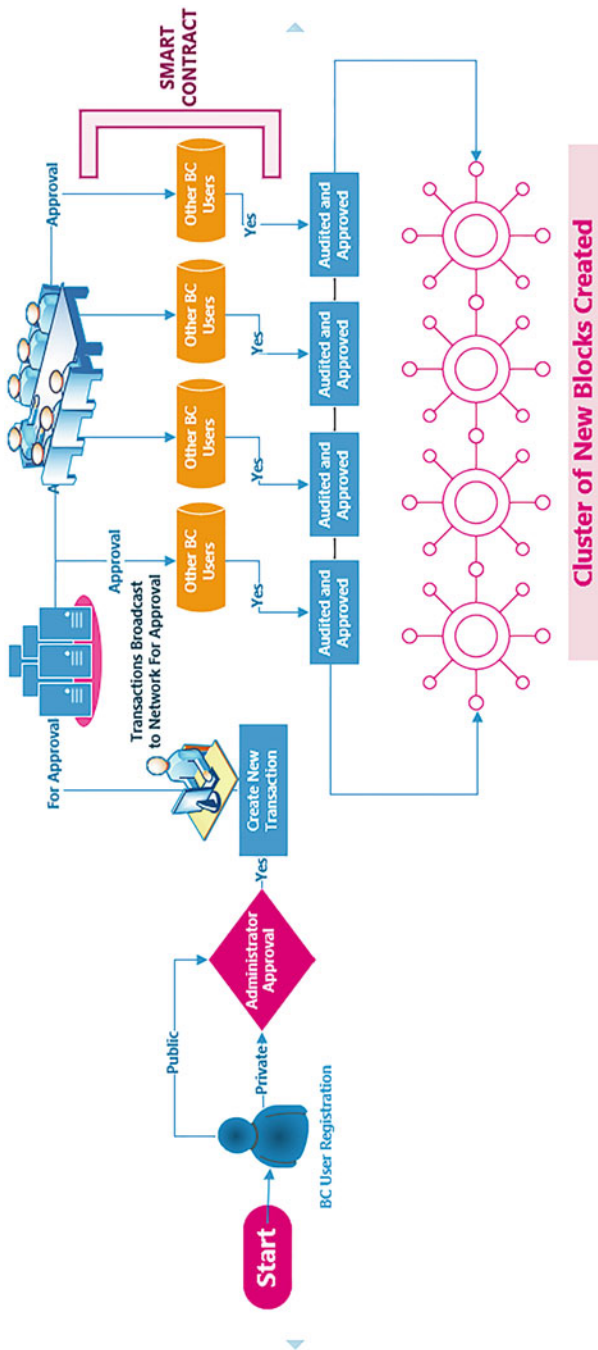 Start
BC User Registration
Public
Private
Administrator
Approval
Yes
Create New
Transaction
For Approval
Transactions Broadcast
to Network For Approval
Approval
Approval
SMART
CONTRACT
Other BC
Users
Other BC
Users
Other BC
Users
Other BC
Users
Yes
Yes
Yes
Yes
Audited and
Approved
Audited and
Approved
Audited and
Approved
Audited and
Approved
Cluster of New Blocks Created